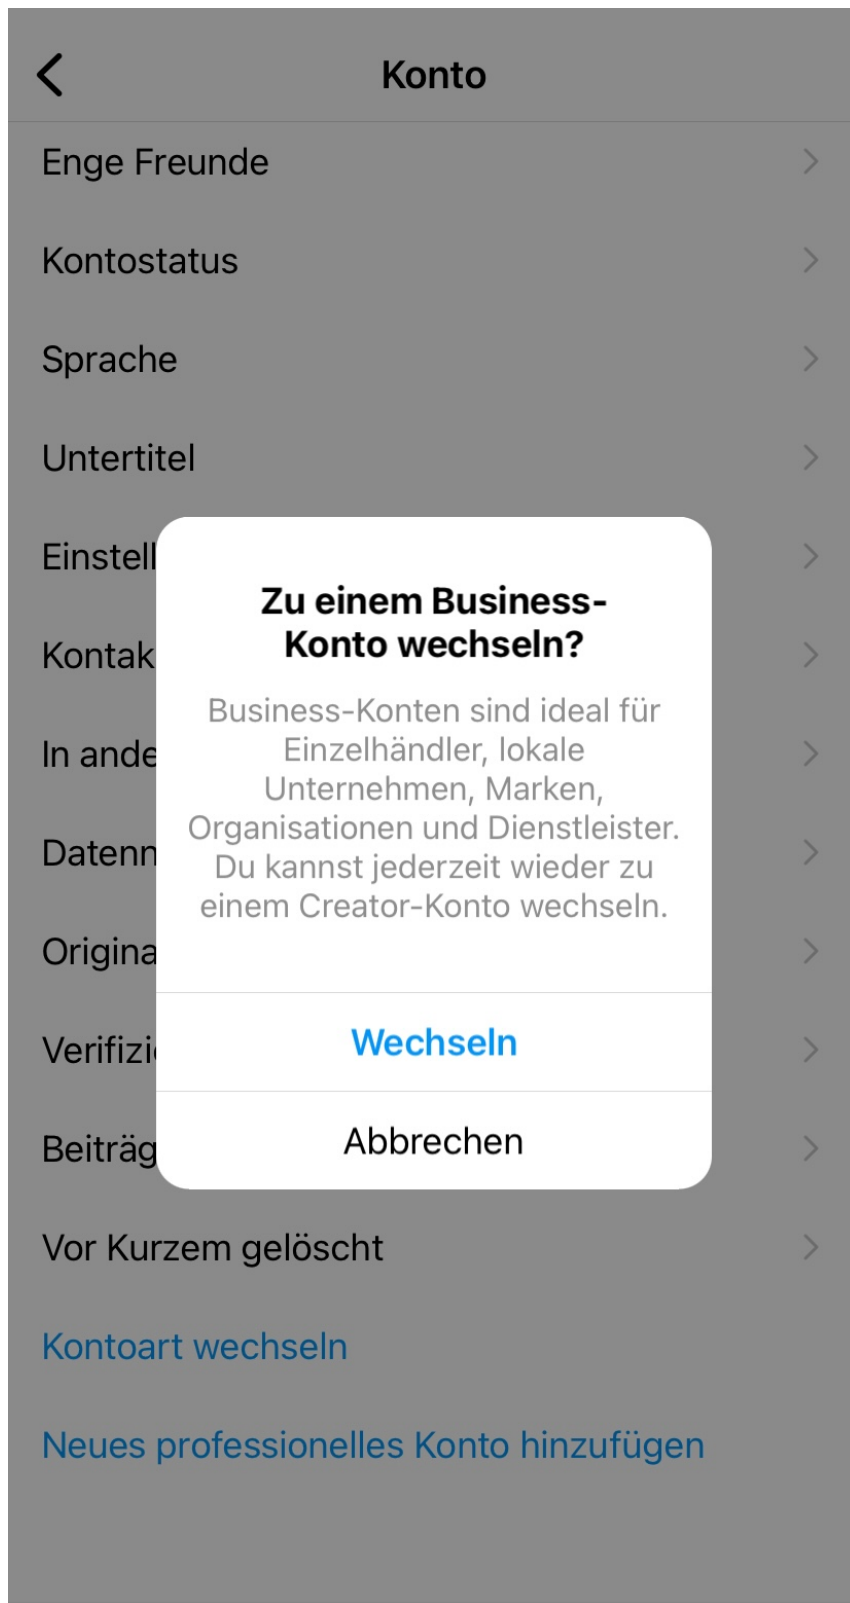 Konto
Enge Freunde
Kontostatus
Sprache
Untertitel
Einstell
Kontak
In ande
Datenn
Origina
Verifizi
Beiträg
Zu einem Business-
Konto wechseln?
Business-Konten sind ideal für
Einzelhändler, lokale
Unternehmen, Marken,
Organisationen und Dienstleister.
Du kannst jederzeit wieder zu
einem Creator-Konto wechseln.
Wechseln
Abbrechen
Vor Kurzem gelöscht
Kontoart wechseln
Neues professionelles Konto hinzufügen